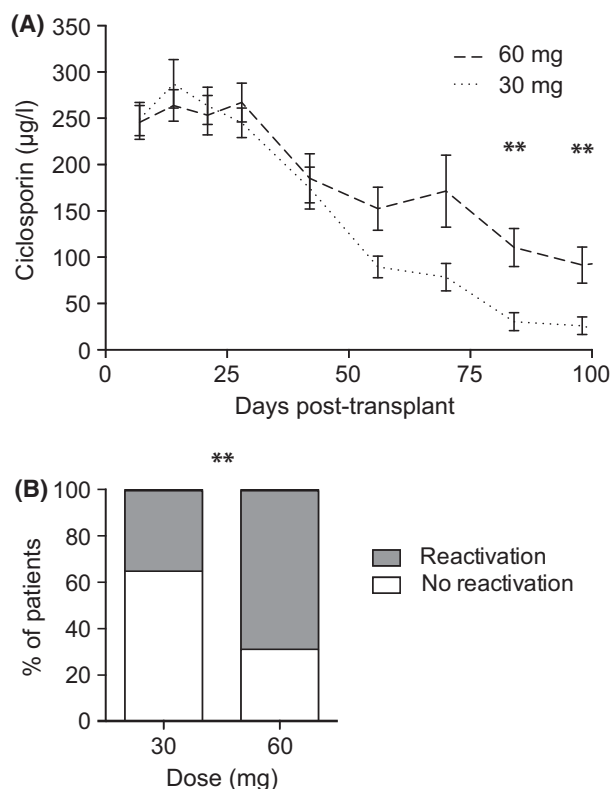 (A)
300
250
200
150
100
50
0
Ciclosporin (µg/l)
60 mg
30 mg
** **
0 25 50 75 100
Days post-transplant
(B)
**
100
80
60
40
20
0
% of patients
Reactivation
No reactivation
30 60
Dose (mg)